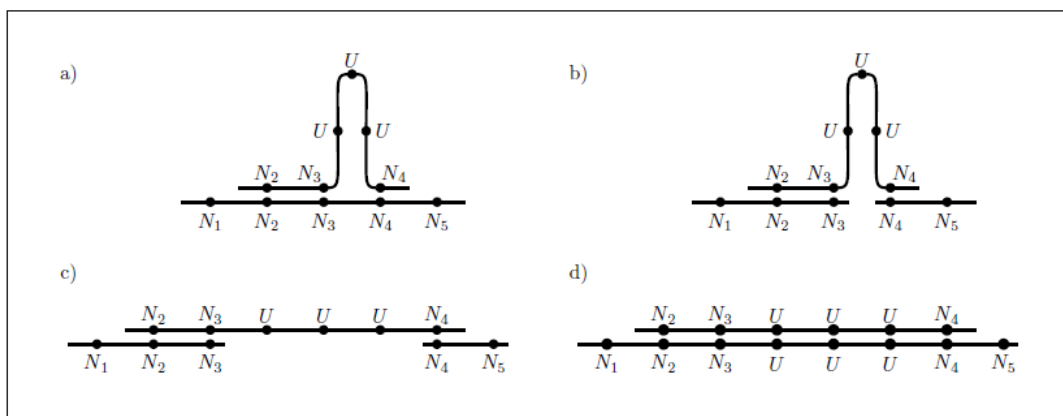 a) b)
U U
U U U U
N₂ N₃ N₄ N₂ N₃ N₄
N₁ N₂ N₃ N₄ N₅ N₁ N₂ N₃ N₄ N₅
c) d)
N₂ N₃ U U U N₄ N₂ N₃ U U U N₄
N₁ N₂ N₃ N₄ N₅ N₁ N₂ N₃ U U U N₄ N₅